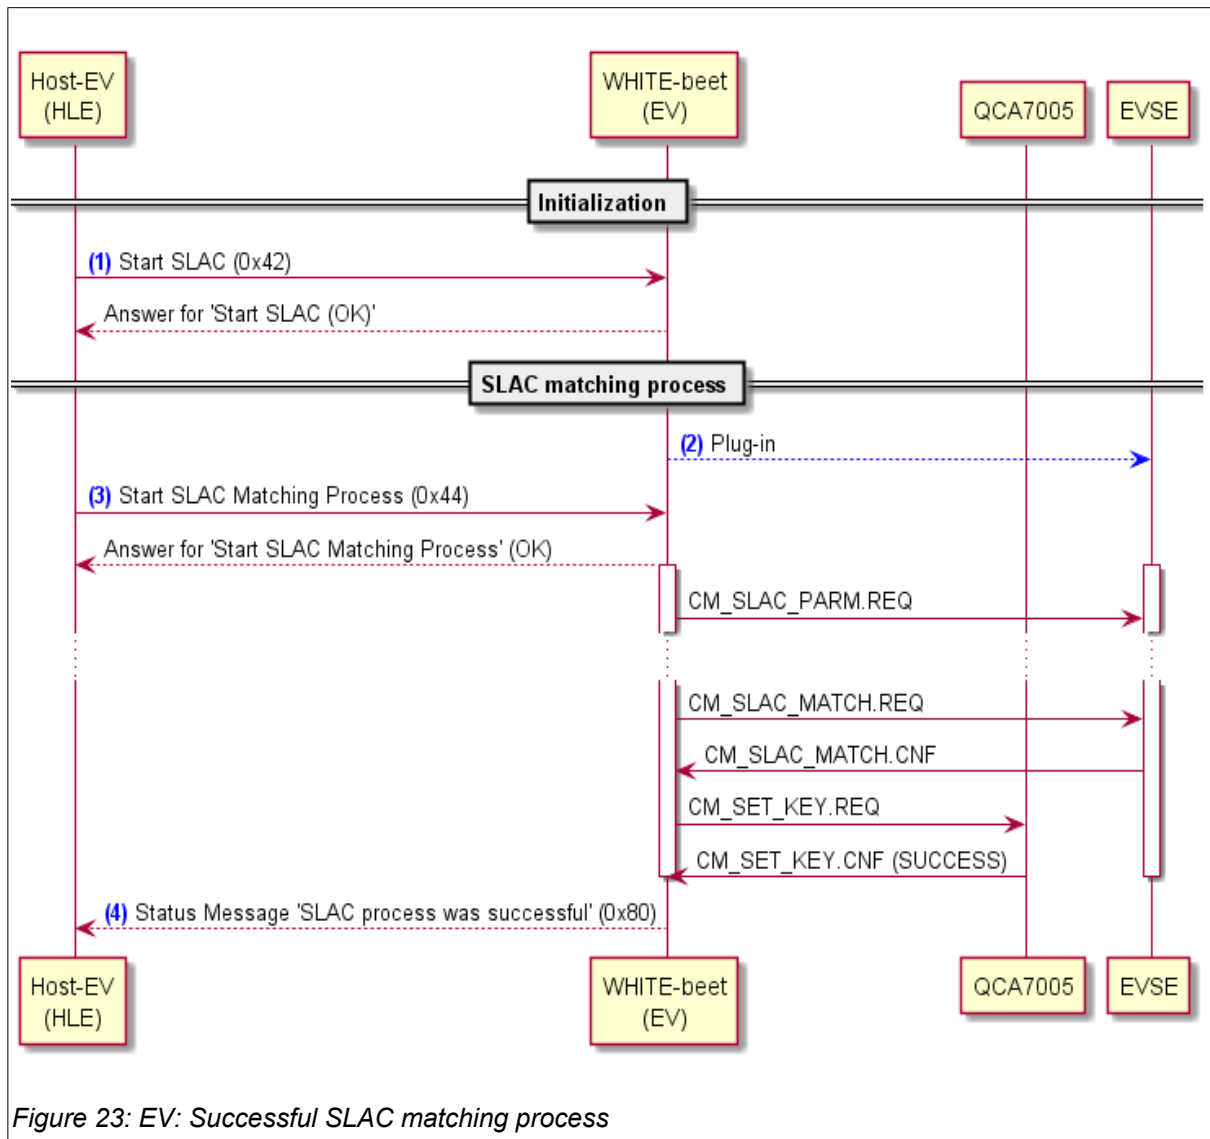 Host-EV
(HLE)
WHITE-beet
(EV)
QCA7005
EVSE
Initialization
(1) Start SLAC (0x42)
Answer for 'Start SLAC (OK)'
SLAC matching process
(2) Plug-in
(3) Start SLAC Matching Process (0x44)
Answer for 'Start SLAC Matching Process' (OK)
CM_SLAC_PARM.REQ
CM_SLAC_MATCH.REQ
CM_SLAC_MATCH.CNF
CM_SET_KEY.REQ
CM_SET_KEY.CNF (SUCCESS)
(4) Status Message 'SLAC process was successful' (0x80)
Host-EV
(HLE)
WHITE-beet
(EV)
QCA7005
EVSE
Figure 23: EV: Successful SLAC matching process